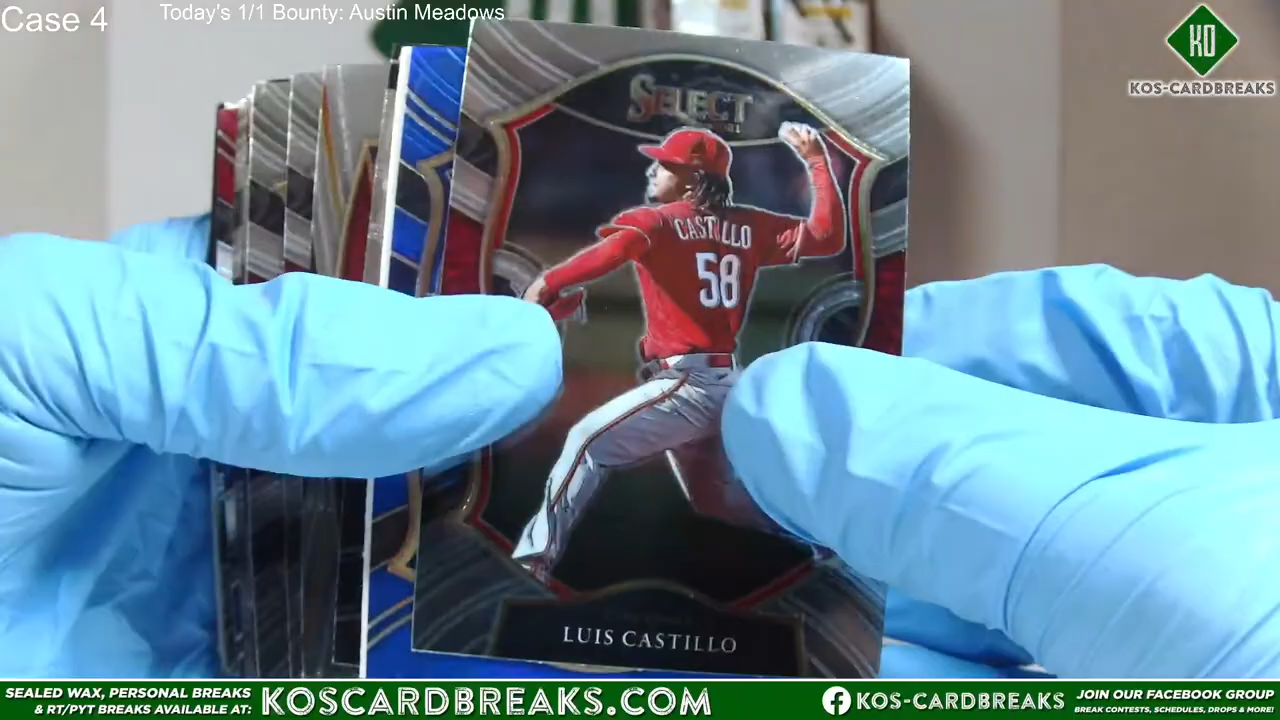 Case 4
Today's 1/1 Bounty: Austin Meadows
KO
KOS-CARDBREAKS
SELECT
CASTILLO
58
LUIS CASTILLO
SEALED WAX, PERSONAL BREAKS
& RT/PYT BREAKS AVAILABLE AT:
KOSCARDBREAKS.COM
KOS-CARDBREAKS
JOIN OUR FACEBOOK GROUP
BREAK CONTESTS, SCHEDULES, DROPS & MORE!